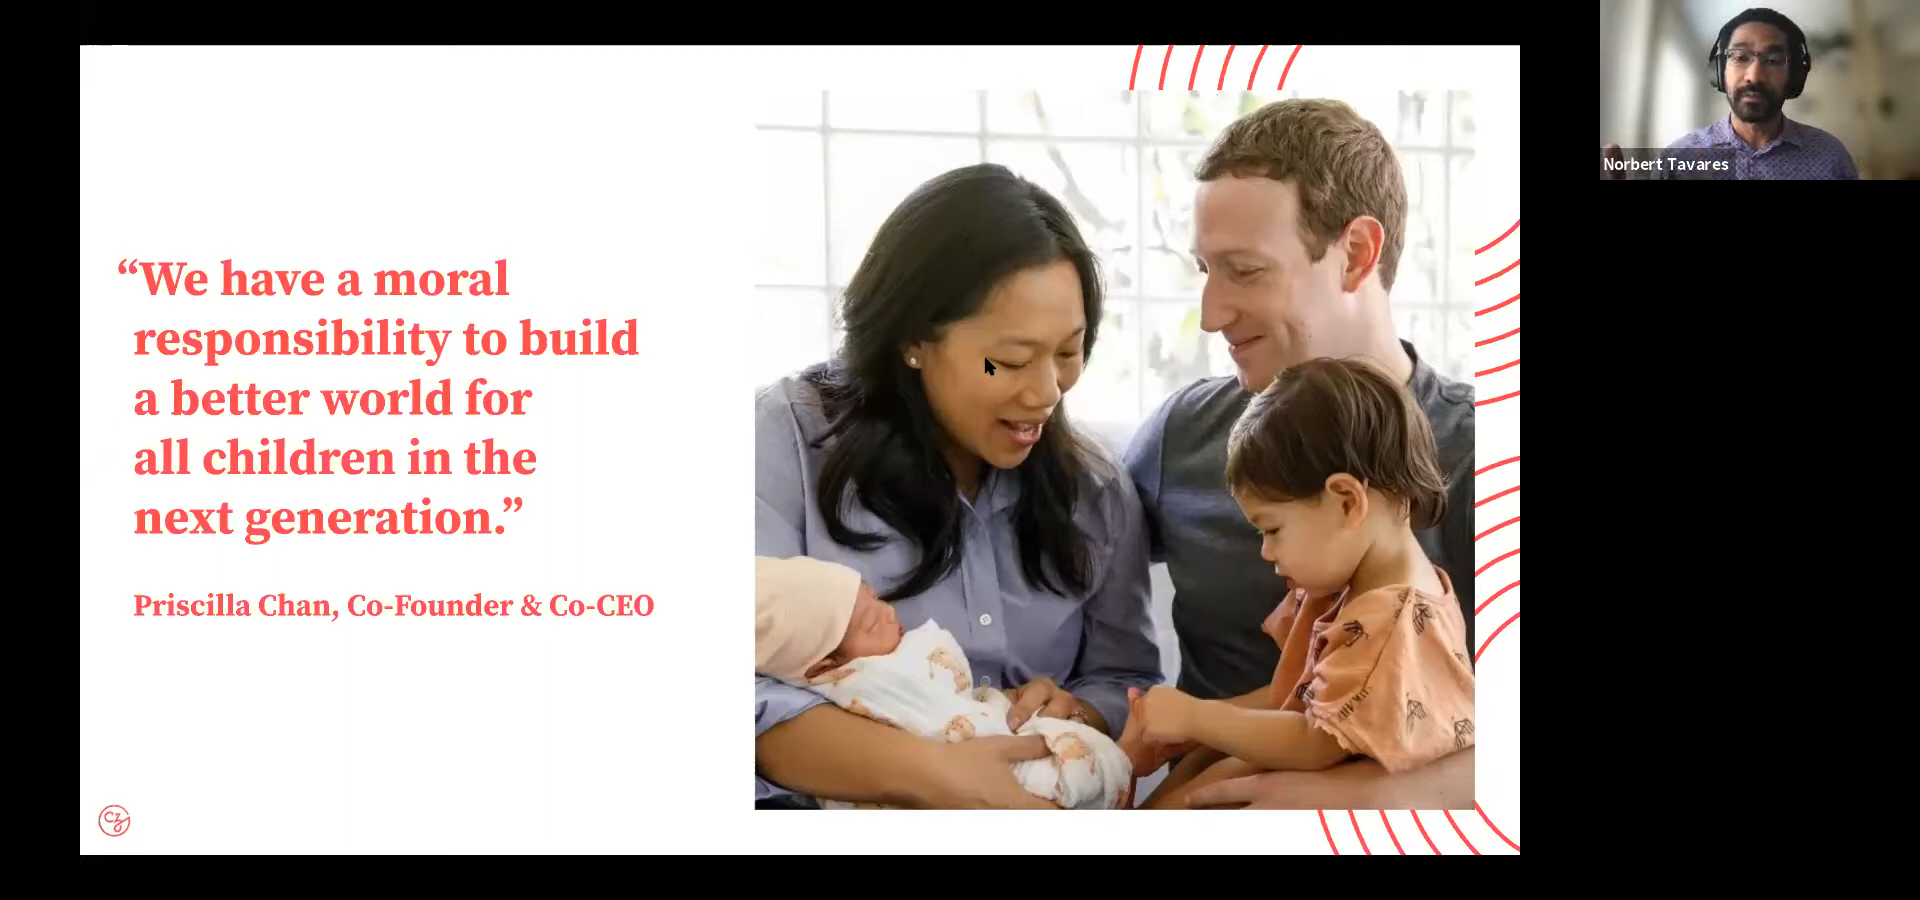 “We have a moral
responsibility to build
a better world for
all children in the
next generation.”
Priscilla Chan, Co-Founder & Co-CEO
CZI
Norbert Tavares